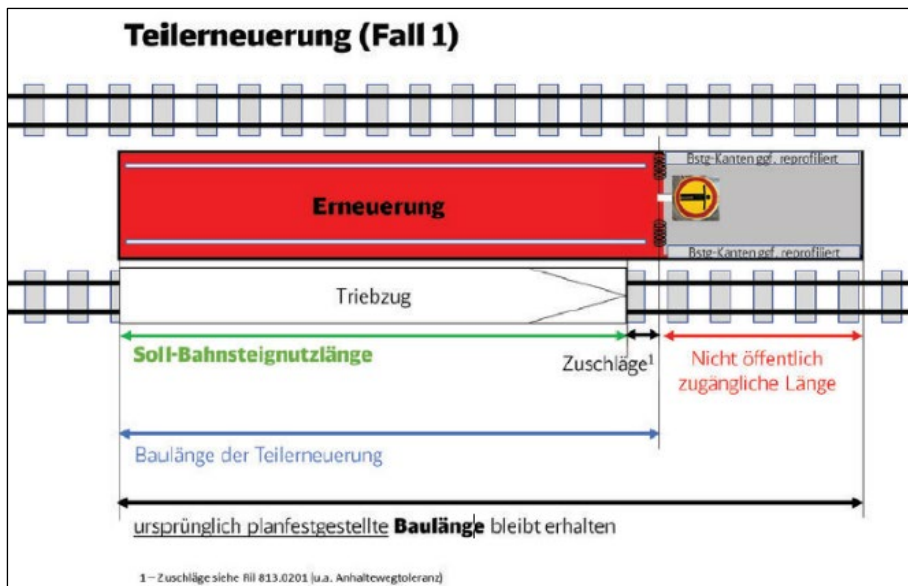 Teilerneuerung (Fall 1)
Bstg-Kanten ggf. reprofiliert
Erneuerung
Bstg-Kanten ggf. reprofiliert
Triebzug
Soll-Bahnsteignutzlänge
Zuschläge¹
Nicht öffentlich
zugängliche Länge
Baulänge der Teilerneuerung
ursprünglich planfestgestellte Baulänge bleibt erhalten
1 – Zuschläge siehe Ril 813.0201 (u.a. Anhaltewegtoleranz)